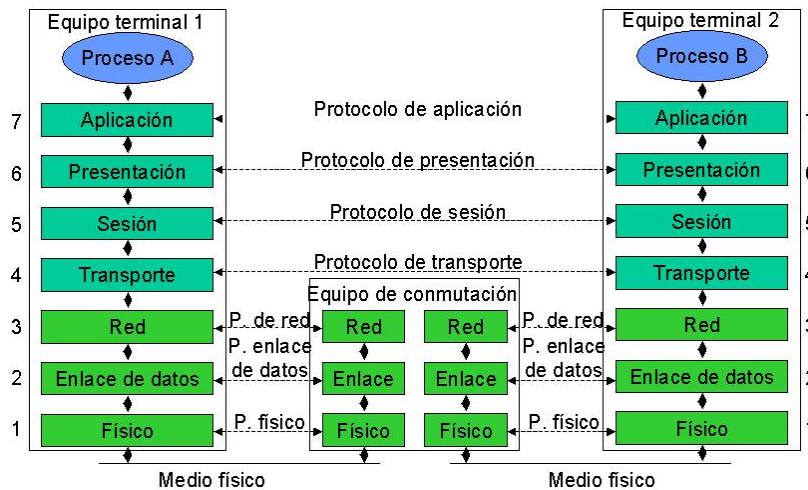 Equipo terminal 1
Equipo terminal 2
Proceso A
Proceso B
7 Aplicación Protocolo de aplicación Aplicación
6 Presentación Protocolo de presentación Presentación
5 Sesión Protocolo de sesión Sesión
4 Transporte Protocolo de transporte Transporte
Equipo de conmutación
3 Red P. de red Red Red P. de red Red
P. enlace de datos
P. enlace de datos
2 Enlace de datos Enlace Enlace Enlace de datos
1 Físico P. físico Físico Físico P. físico Físico
Medio físico
Medio físico